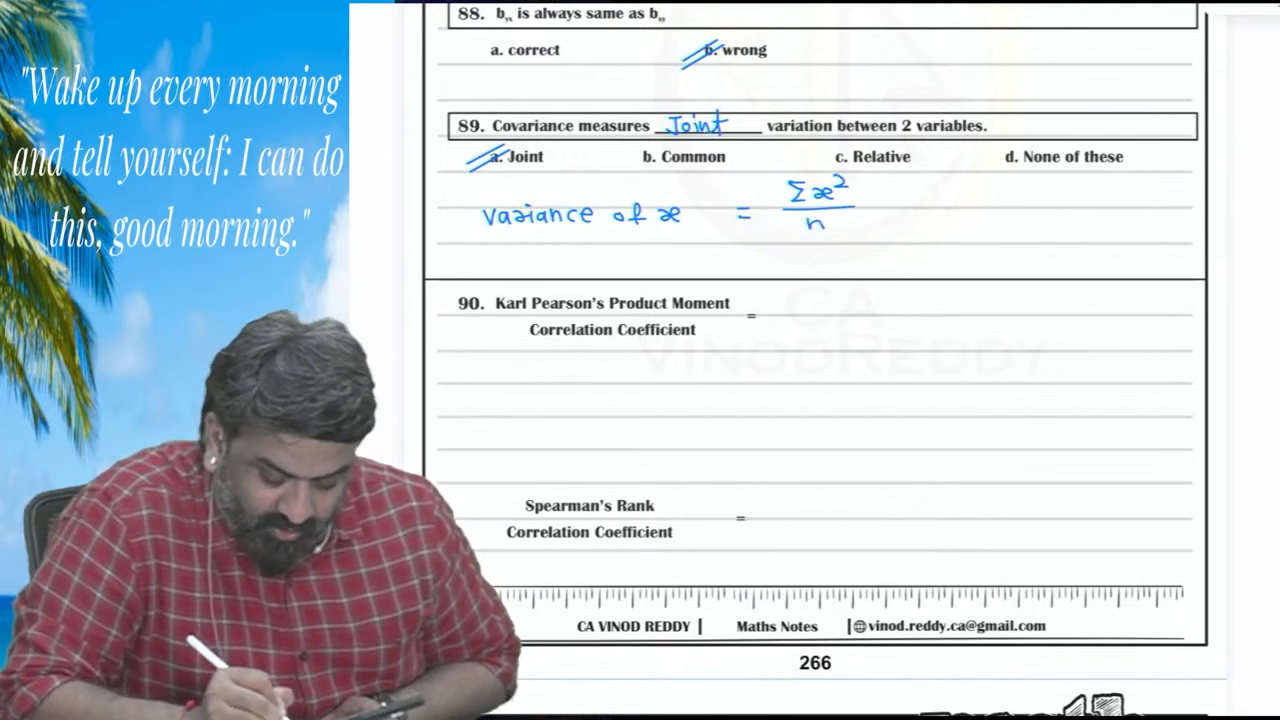 "Wake up every morning
and tell yourself: I can do
this, good morning."
88. byx is always same as bxy
a. correct b. wrong
89. Covariance measures Joint variation between 2 variables.
a. Joint b. Common c. Relative d. None of these
variance of x = Σx²/n
90. Karl Pearson's Product Moment
Correlation Coefficient =
CA
VINODREDDY
Spearman's Rank
Correlation Coefficient =
CA VINOD REDDY | Maths Notes | vinod.reddy.ca@gmail.com
266